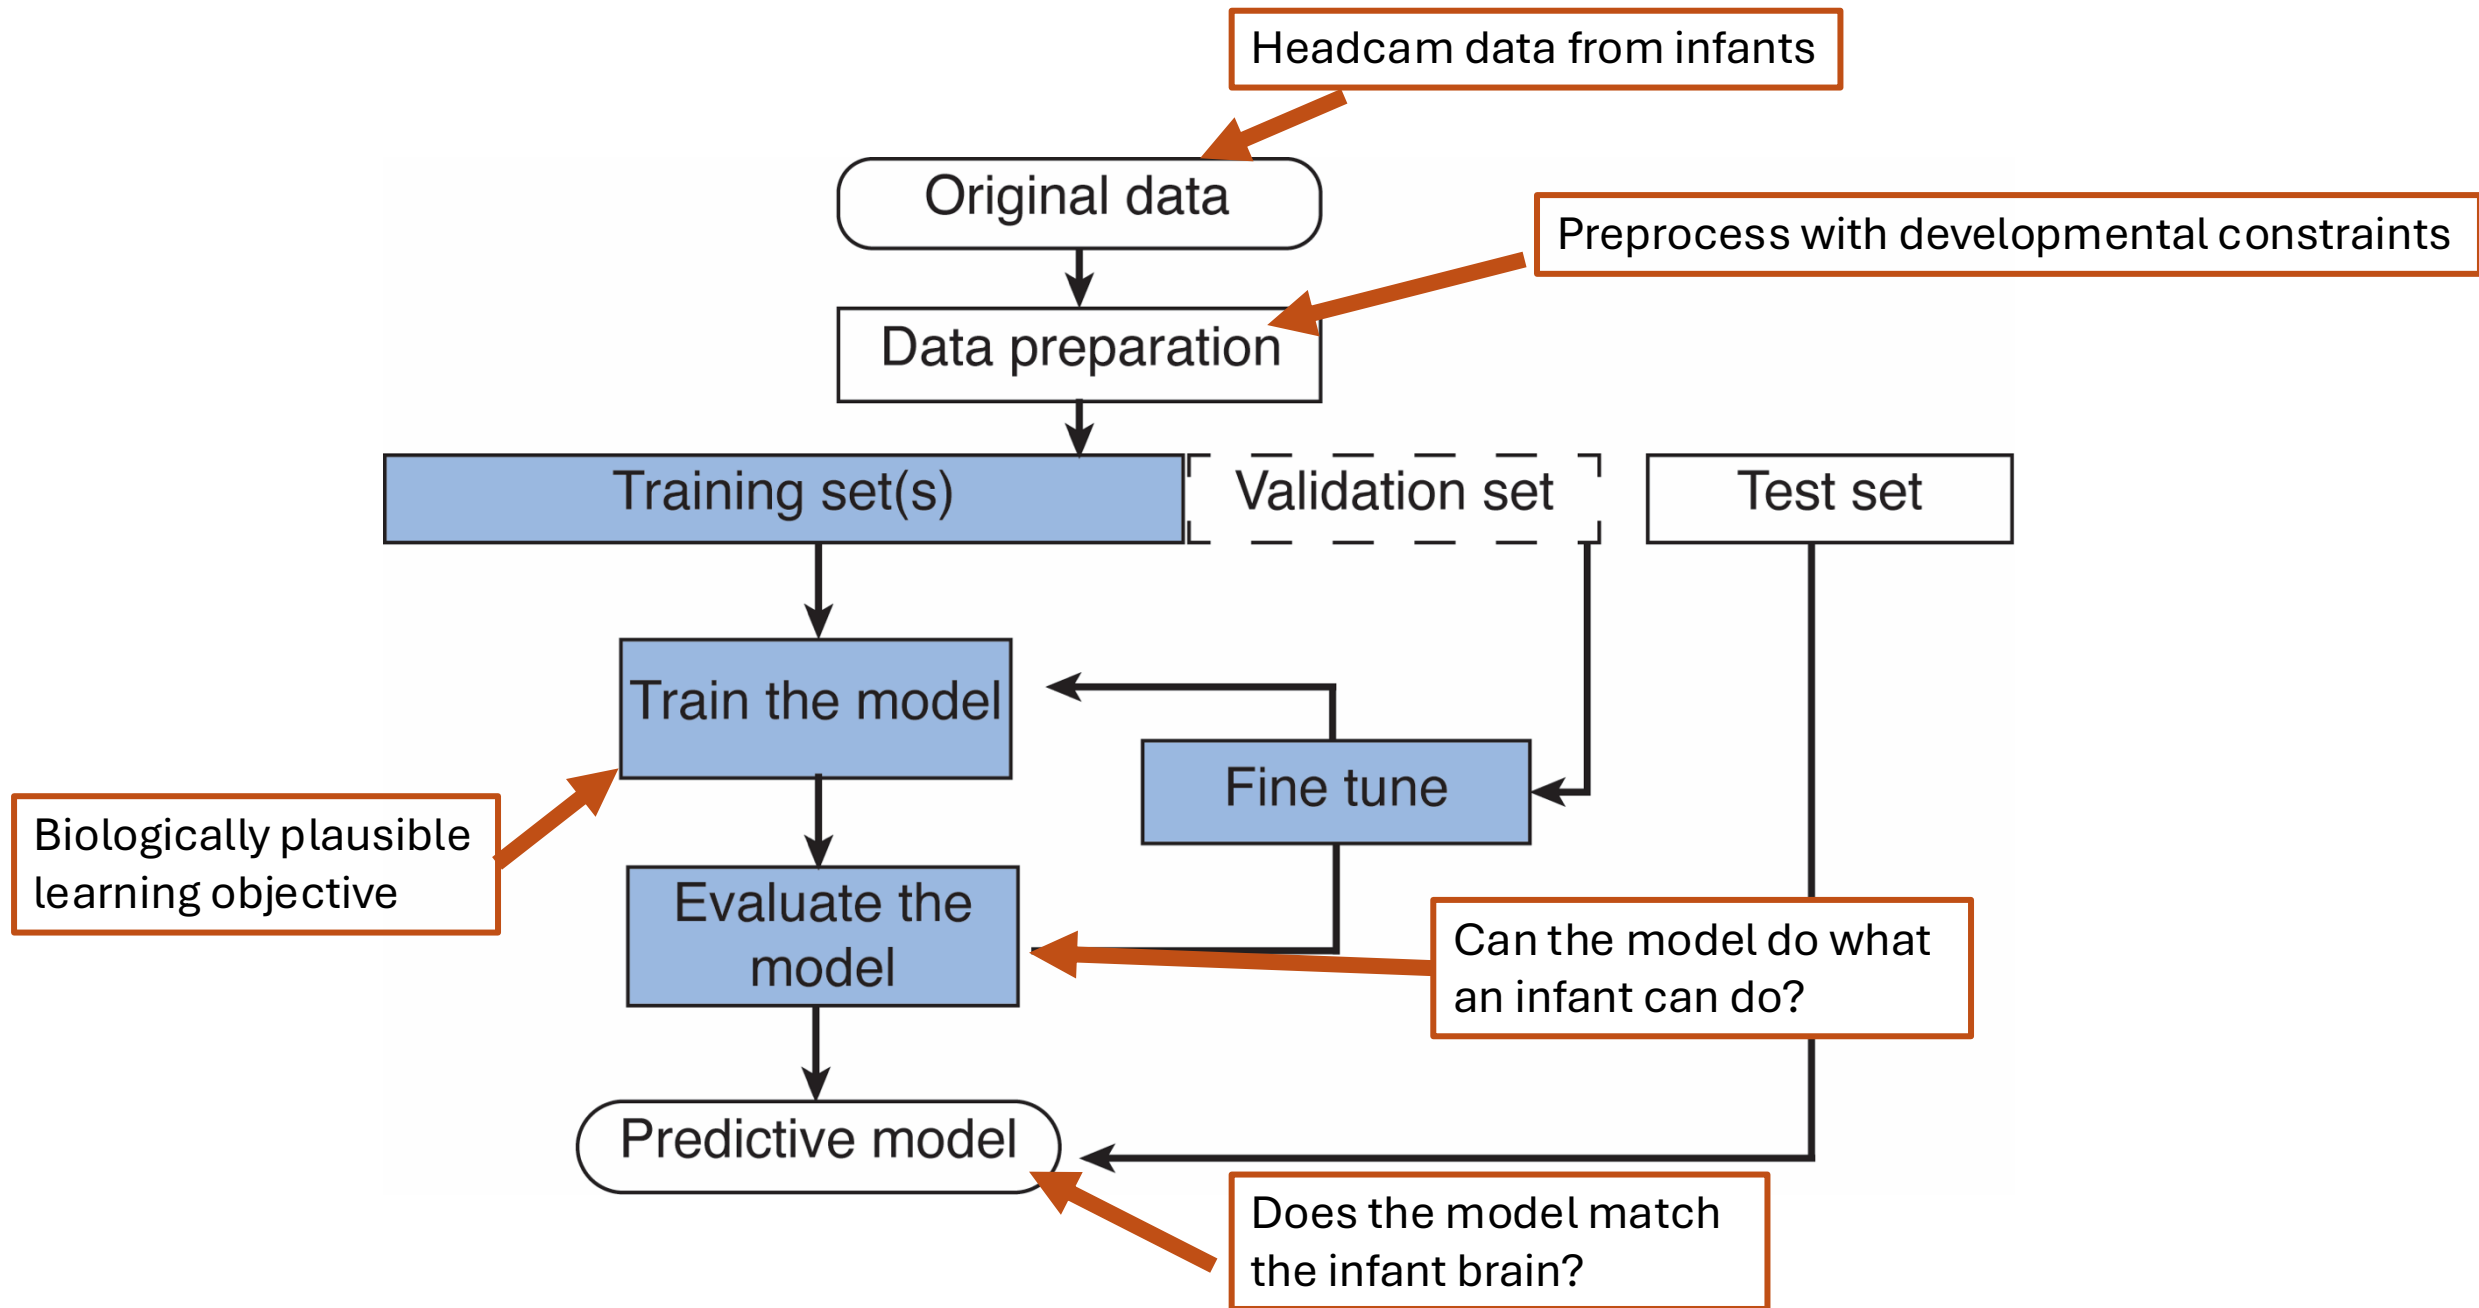 Headcam data from infants
Original data
Preprocess with developmental constraints
Data preparation
Training set(s)
Validation set
Test set
Train the model
Fine tune
Biologically plausible
learning objective
Evaluate the
model
Can the model do what
an infant can do?
Predictive model
Does the model match
the infant brain?